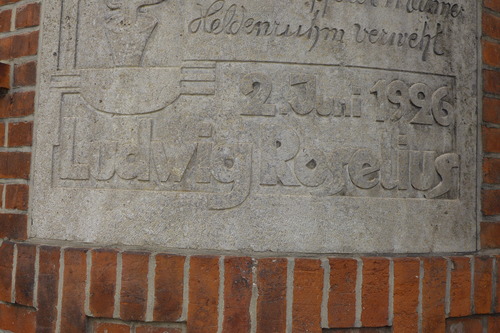 Heldenruhm verweht
2. Juni 1926
Ludwig Roselius